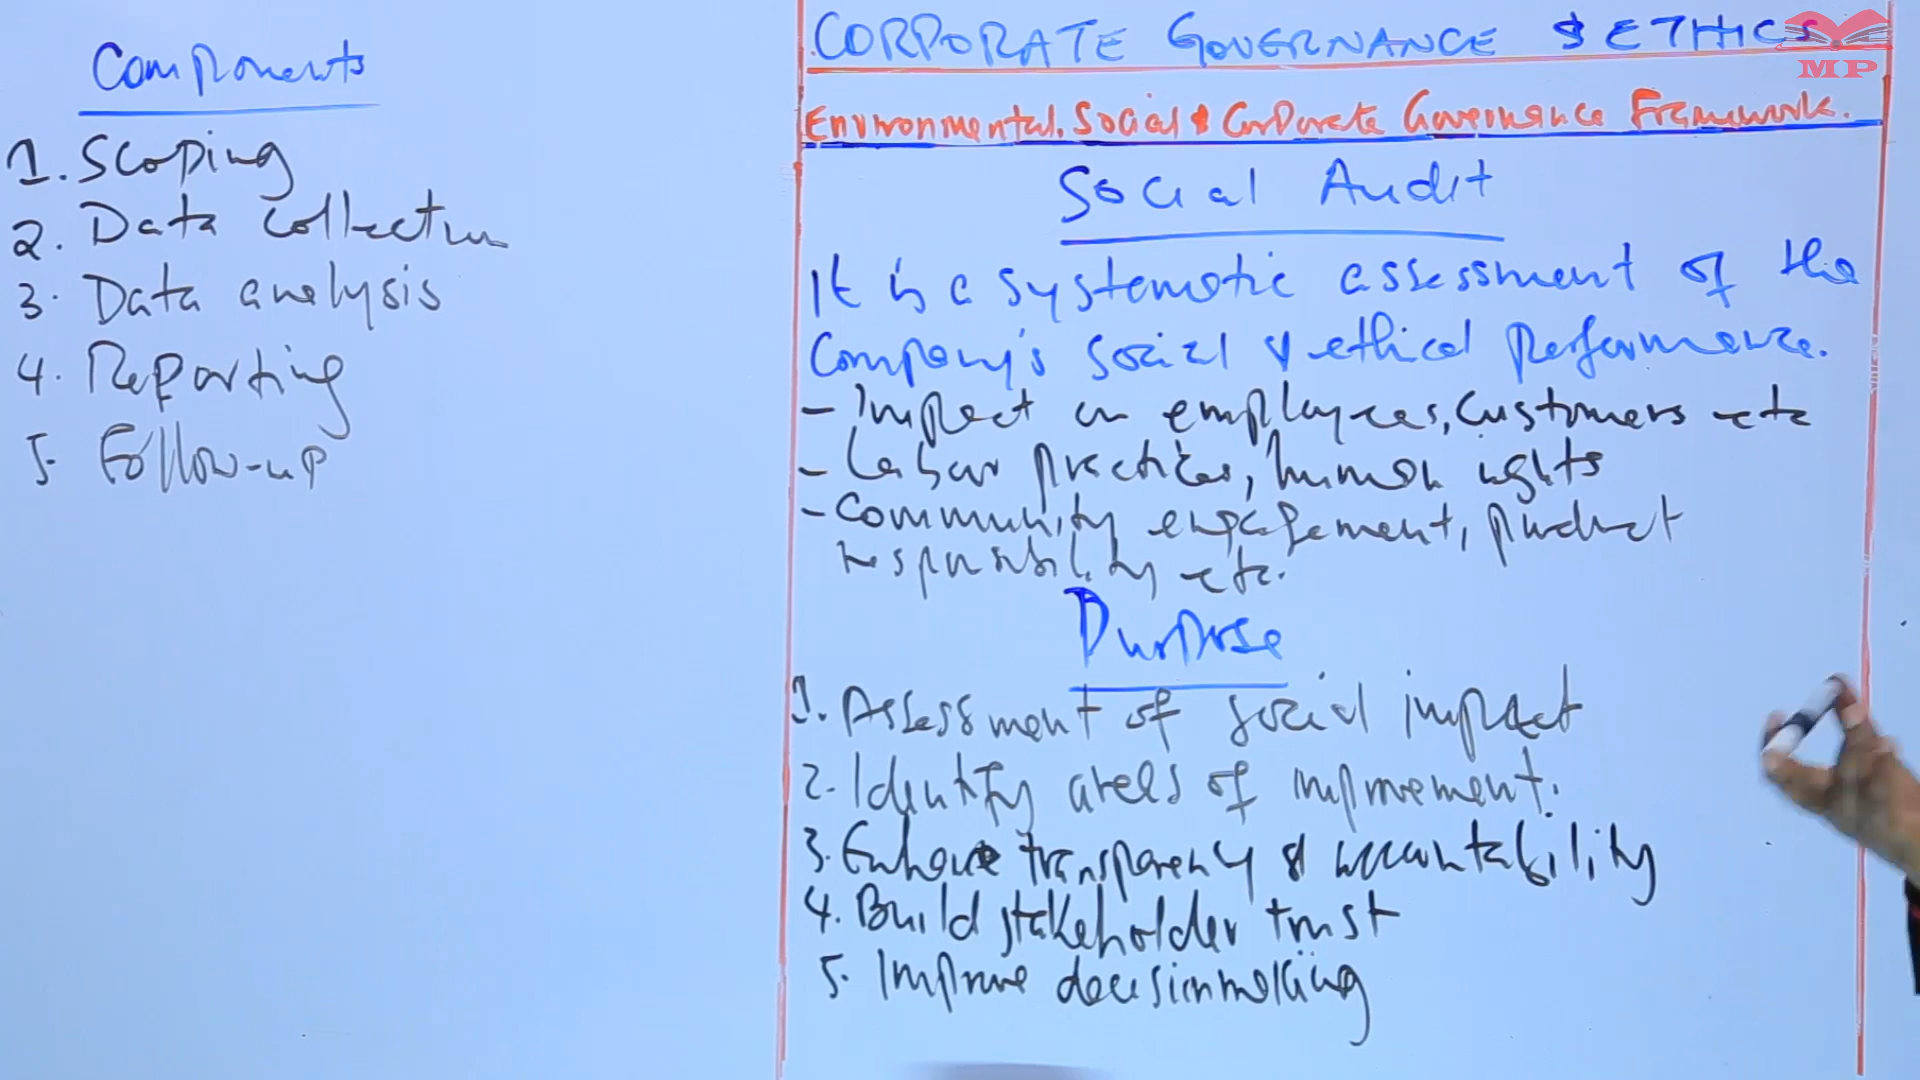 Components
1. Scoping
2. Data collection
3. Data analysis
4. Reporting
5. Follow-up
CORPORATE GOVERNANCE & ETHICS.
MP
Environmental, Social & Corporate Governance Framework.
Social Audit
It is a systematic assessment of the
Company's social & ethical performance.
- Impact on employees, customers etc
- Labour practices, human rights
- Community engagement, product
responsibility etc.
Purpose
1. Assessment of social impact
2. Identify areas of improvement.
3. Enhance transparency & accountability
4. Build stakeholder trust
5. Improve decisionmaking